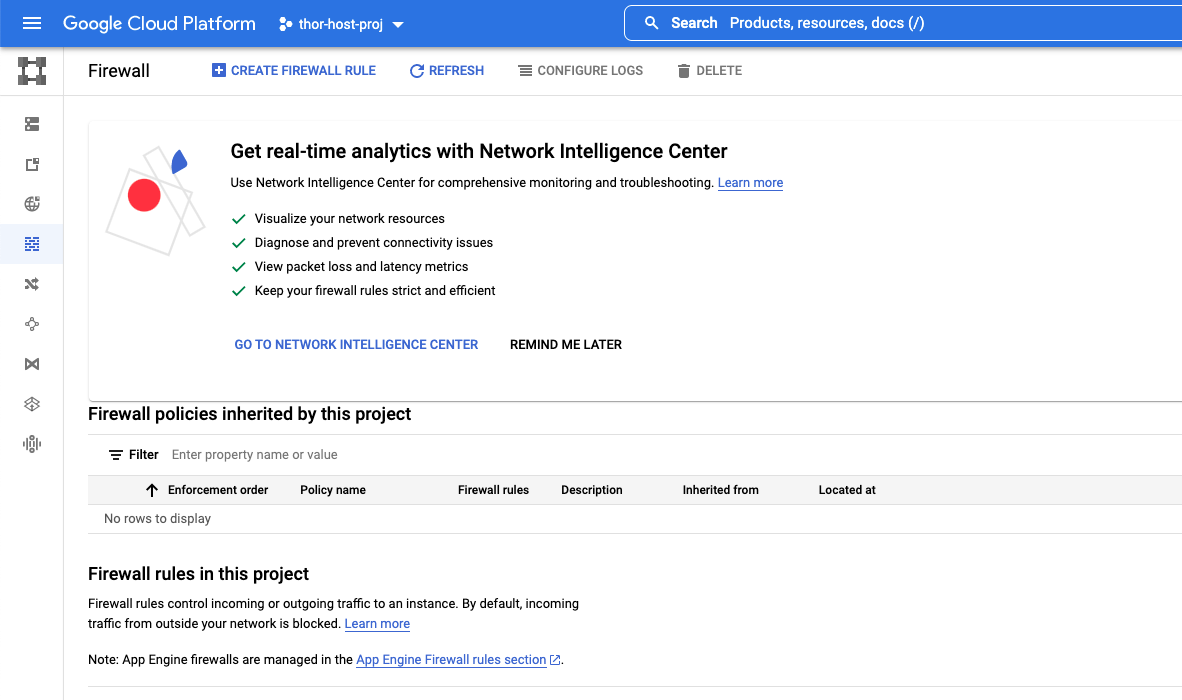 Google Cloud Platform thor-host-proj Search Products, resources, docs (/)
Firewall CREATE FIREWALL RULE REFRESH CONFIGURE LOGS DELETE
Get real-time analytics with Network Intelligence Center
Use Network Intelligence Center for comprehensive monitoring and troubleshooting. Learn more
Visualize your network resources
Diagnose and prevent connectivity issues
View packet loss and latency metrics
Keep your firewall rules strict and efficient
GO TO NETWORK INTELLIGENCE CENTER REMIND ME LATER
Firewall policies inherited by this project
Filter Enter property name or value
Enforcement order Policy name Firewall rules Description Inherited from Located at
No rows to display
Firewall rules in this project
Firewall rules control incoming or outgoing traffic to an instance. By default, incoming
traffic from outside your network is blocked. Learn more
Note: App Engine firewalls are managed in the App Engine Firewall rules section.